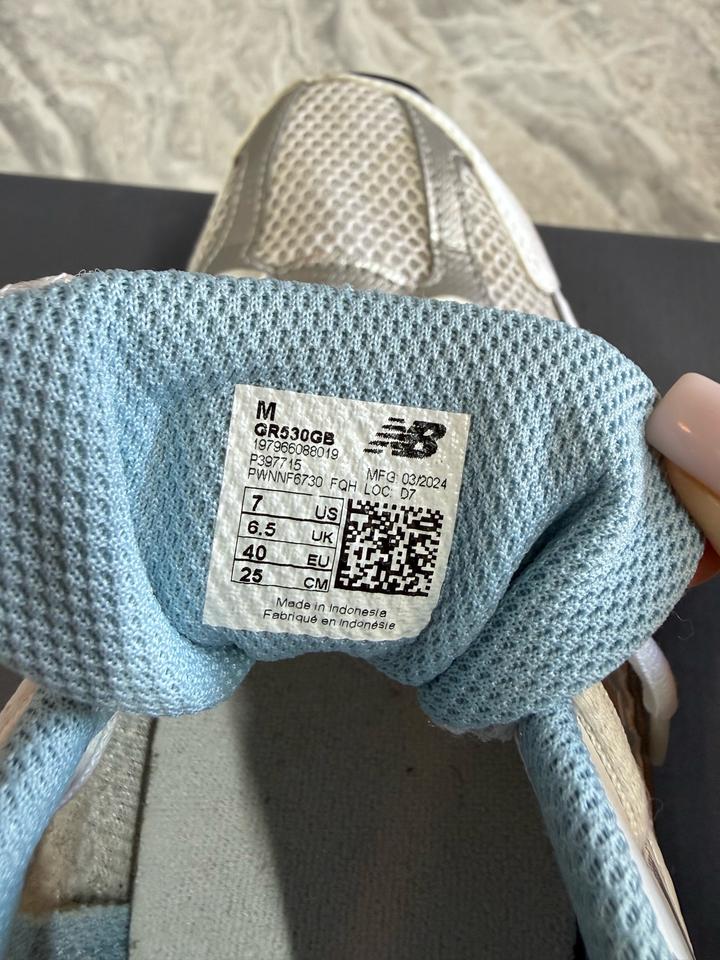 M
GR530GB
197966088019
P397715
MFG 03/2024
PWNNF6730 FQH LOC: D7
NB
7 US
6.5 UK
40 EU
25 CM
Made in Indonesia
Fabriqué en Indonésie